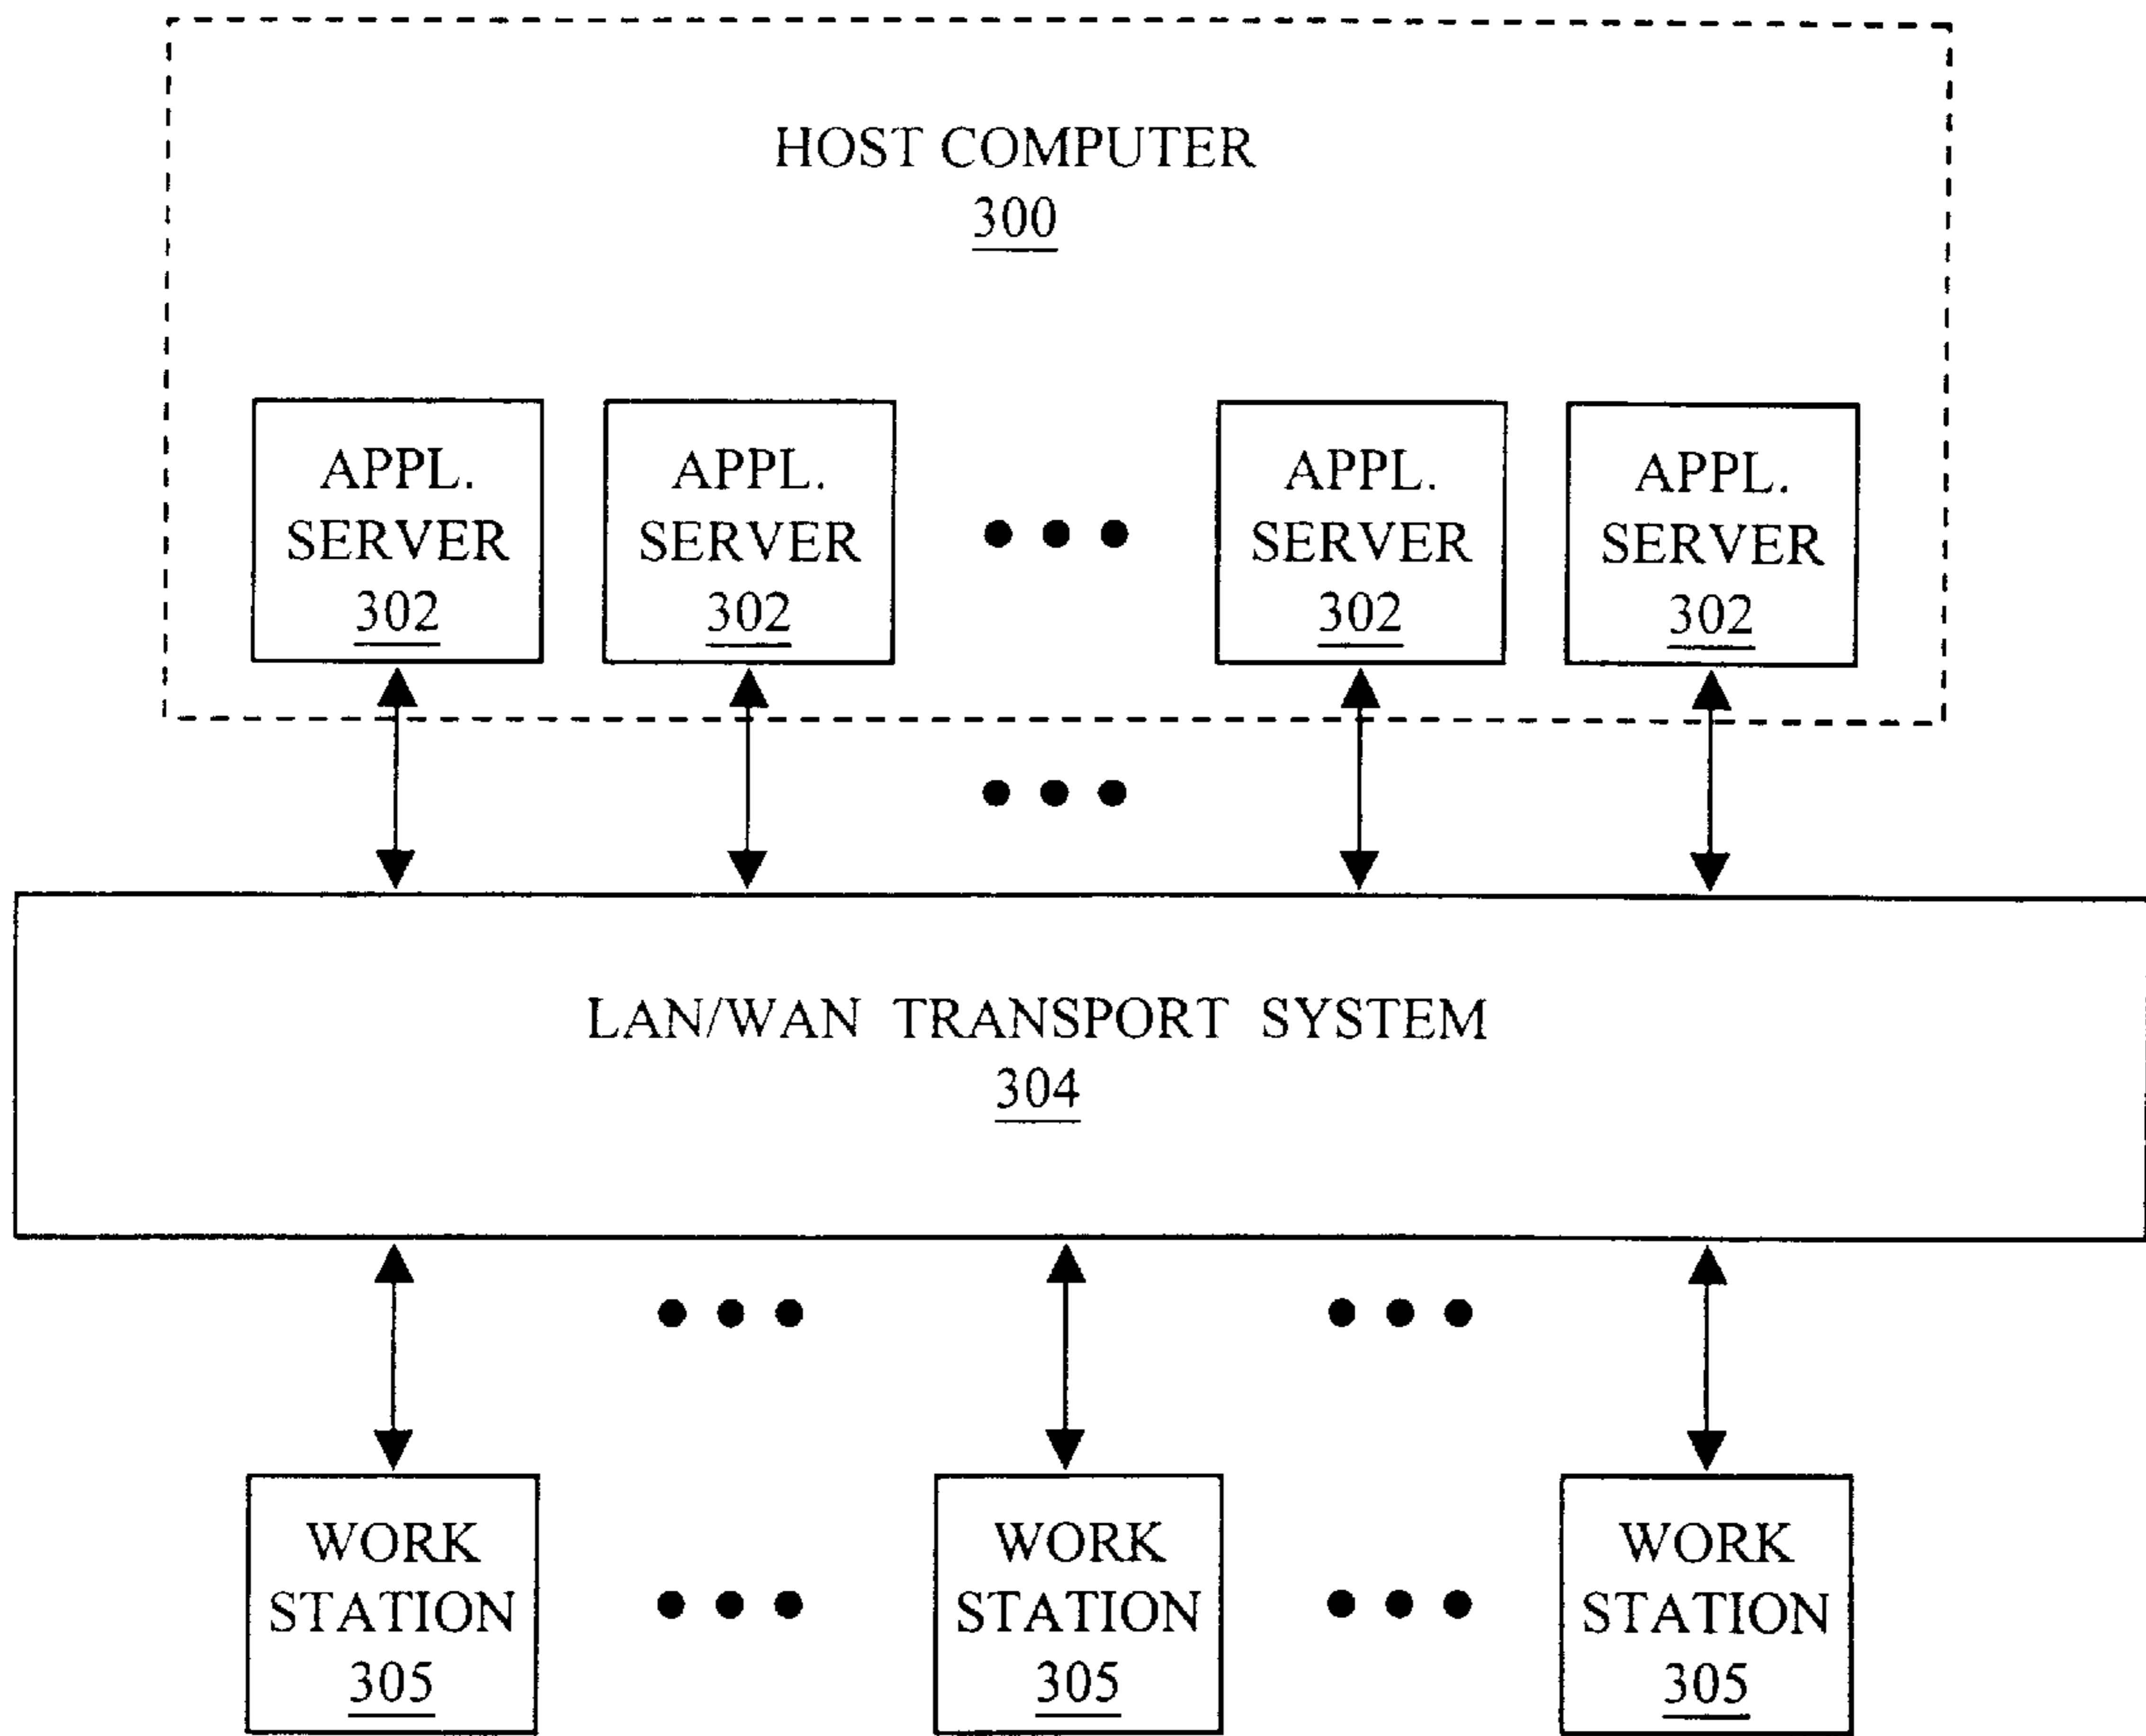 HOST COMPUTER
300
APPL.
SERVER
302
APPL.
SERVER
302
APPL.
SERVER
302
APPL.
SERVER
302
LAN/WAN TRANSPORT SYSTEM
304
WORK
STATION
305
WORK
STATION
305
WORK
STATION
305